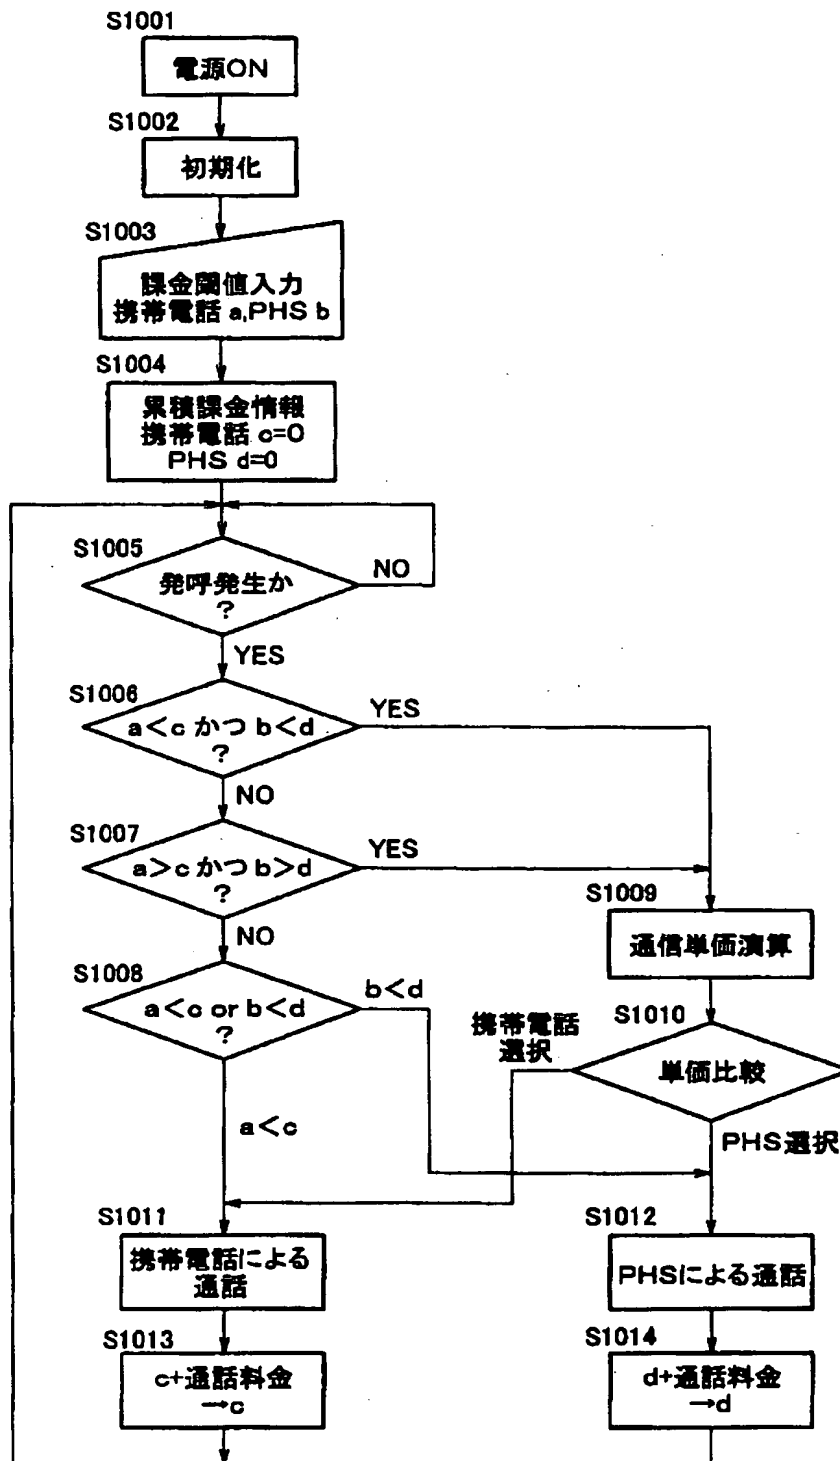 S1001
電源ON
S1002
初期化
S1003
課金閾値入力
携帯電話 a,PHS b
S1004
累積課金情報
携帯電話 c=0
PHS d=0
S1005
発呼発生か
?
NO
YES
S1006
a<c かつ b<d
?
YES
NO
S1007
a>c かつ b>d
?
YES
NO
S1008
a<c or b<d
?
b<d
a<c
S1009
通信単価演算
S1010
単価比較
携帯電話
選択
PHS選択
S1011
携帯電話による
通話
S1012
PHSによる通話
S1013
c+通話料金
→c
S1014
d+通話料金
→d